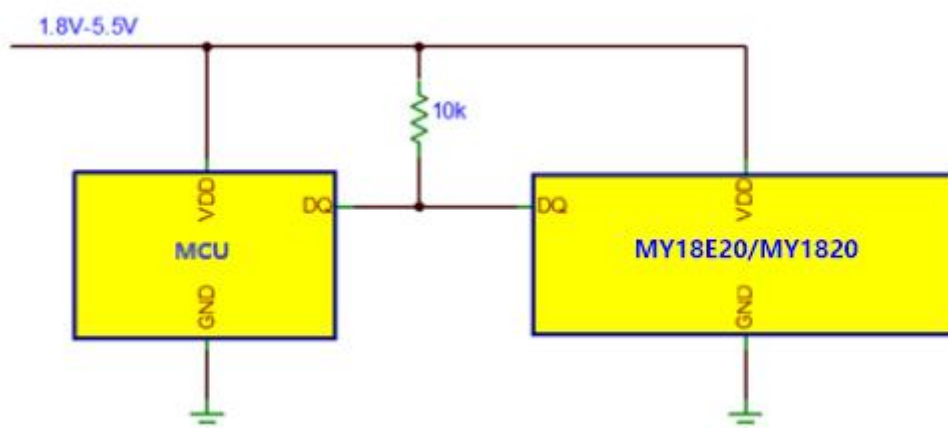 1.8V-5.5V
10k
VDD
DQ
MCU
GND
DQ
VDD
MY18E20/MY1820
GND